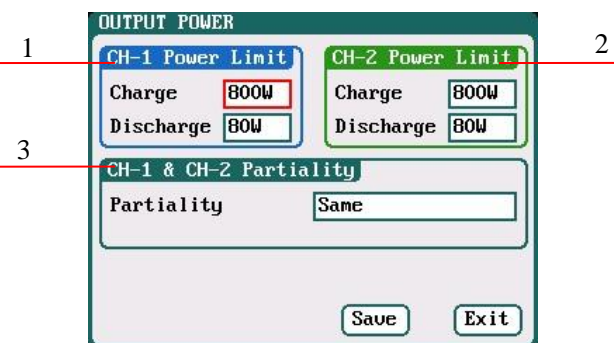 OUTPUT POWER
1
2
CH-1 Power Limit
CH-2 Power Limit
Charge 800W
Charge 800W
Discharge 80W
Discharge 80W
3
CH-1 & CH-2 Partiality
Partiality Same
Save Exit